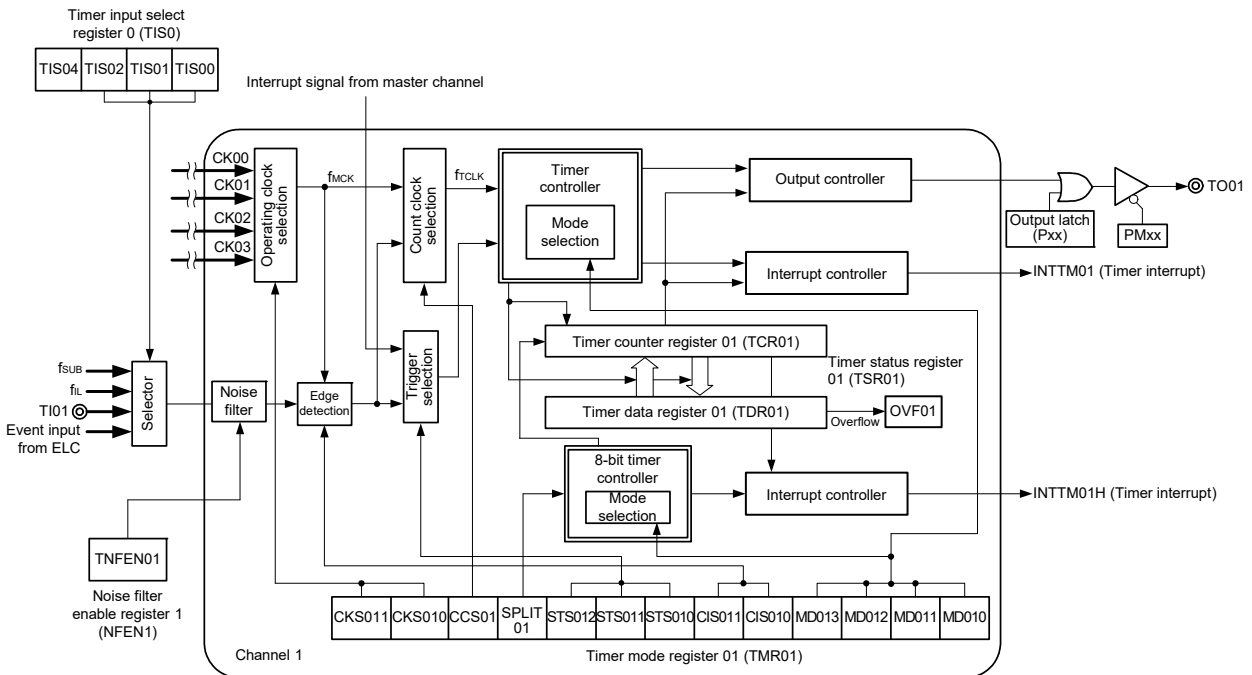 Timer input select
register 0 (TIS0)
TIS04 TIS02 TIS01 TIS00
Interrupt signal from master channel
CK00
CK01
CK02
CK03
Operating clock
selection
fMCK
Count clock
selection
fTCLK
Timer
controller
Mode
selection
Output controller
Output latch
(Pxx)
PMxx
TO01
Interrupt controller
INTTM01 (Timer interrupt)
Timer counter register 01 (TCR01)
Timer status register
01 (TSR01)
fSUB
fIL
TI01
Event input
from ELC
Selector
Noise
filter
Edge
detection
Trigger
selection
Timer data register 01 (TDR01)
Overflow
OVF01
8-bit timer
controller
Mode
selection
Interrupt controller
INTTM01H (Timer interrupt)
TNFEN01
Noise filter
enable register 1
(NFEN1)
CKS011 CKS010 CCS01 SPLIT
01 STS012 STS011 STS010 CIS011 CIS010 MD013 MD012 MD011 MD010
Channel 1
Timer mode register 01 (TMR01)